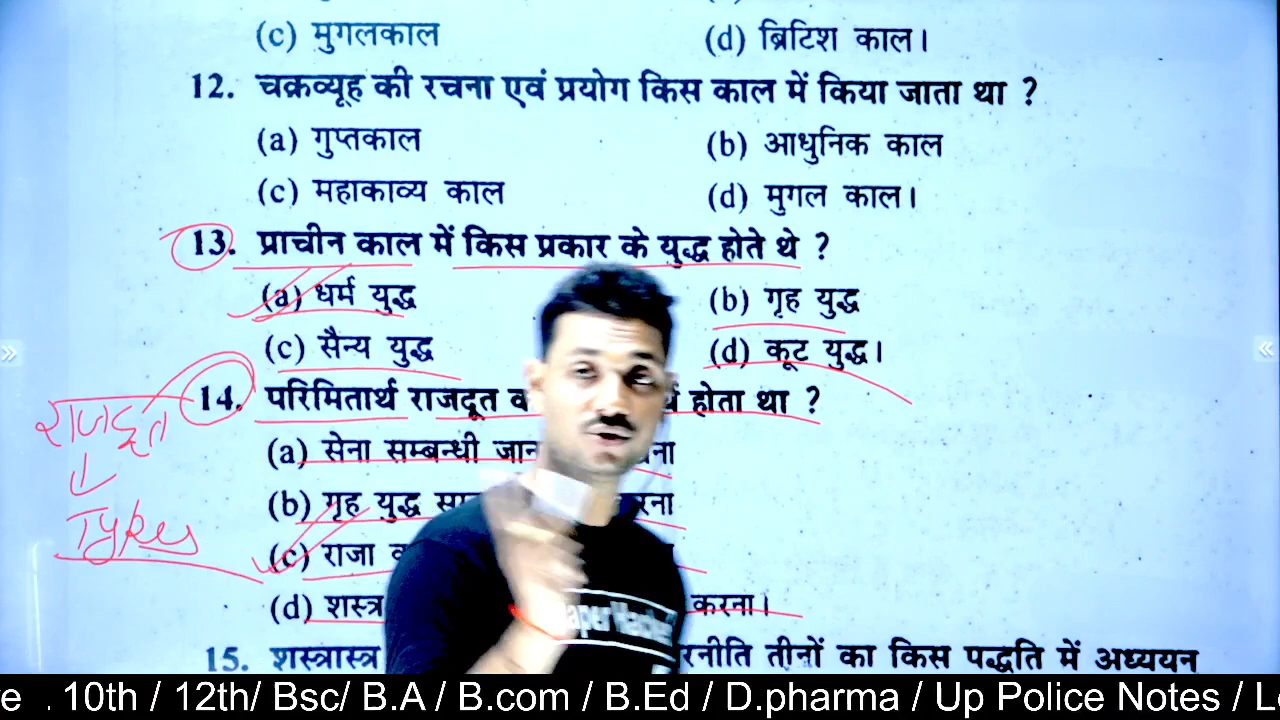 (c) मुगलकाल (d) ब्रिटिश काल।
12. चक्रव्यूह की रचना एवं प्रयोग किस काल में किया जाता था ?
(a) गुप्तकाल (b) आधुनिक काल
(c) महाकाव्य काल (d) मुगल काल।
13. प्राचीन काल में किस प्रकार के युद्ध होते थे ?
(a) धर्म युद्ध (b) गृह युद्ध
(c) सैन्य युद्ध (d) कूट युद्ध।
14. परिमितार्थ राजदूत होता था ?
राजदूत
Types
(a) सेना सम्बन्धी
(b) गृह युद्ध
(c) राजा
(d) शस्त्र करना।
15. शस्त्रास्त्र तीनों का किस पद्धति में अध्ययन
10th / 12th/ Bsc/ B.A / B.com / B.Ed / D.pharma / Up Police Notes /